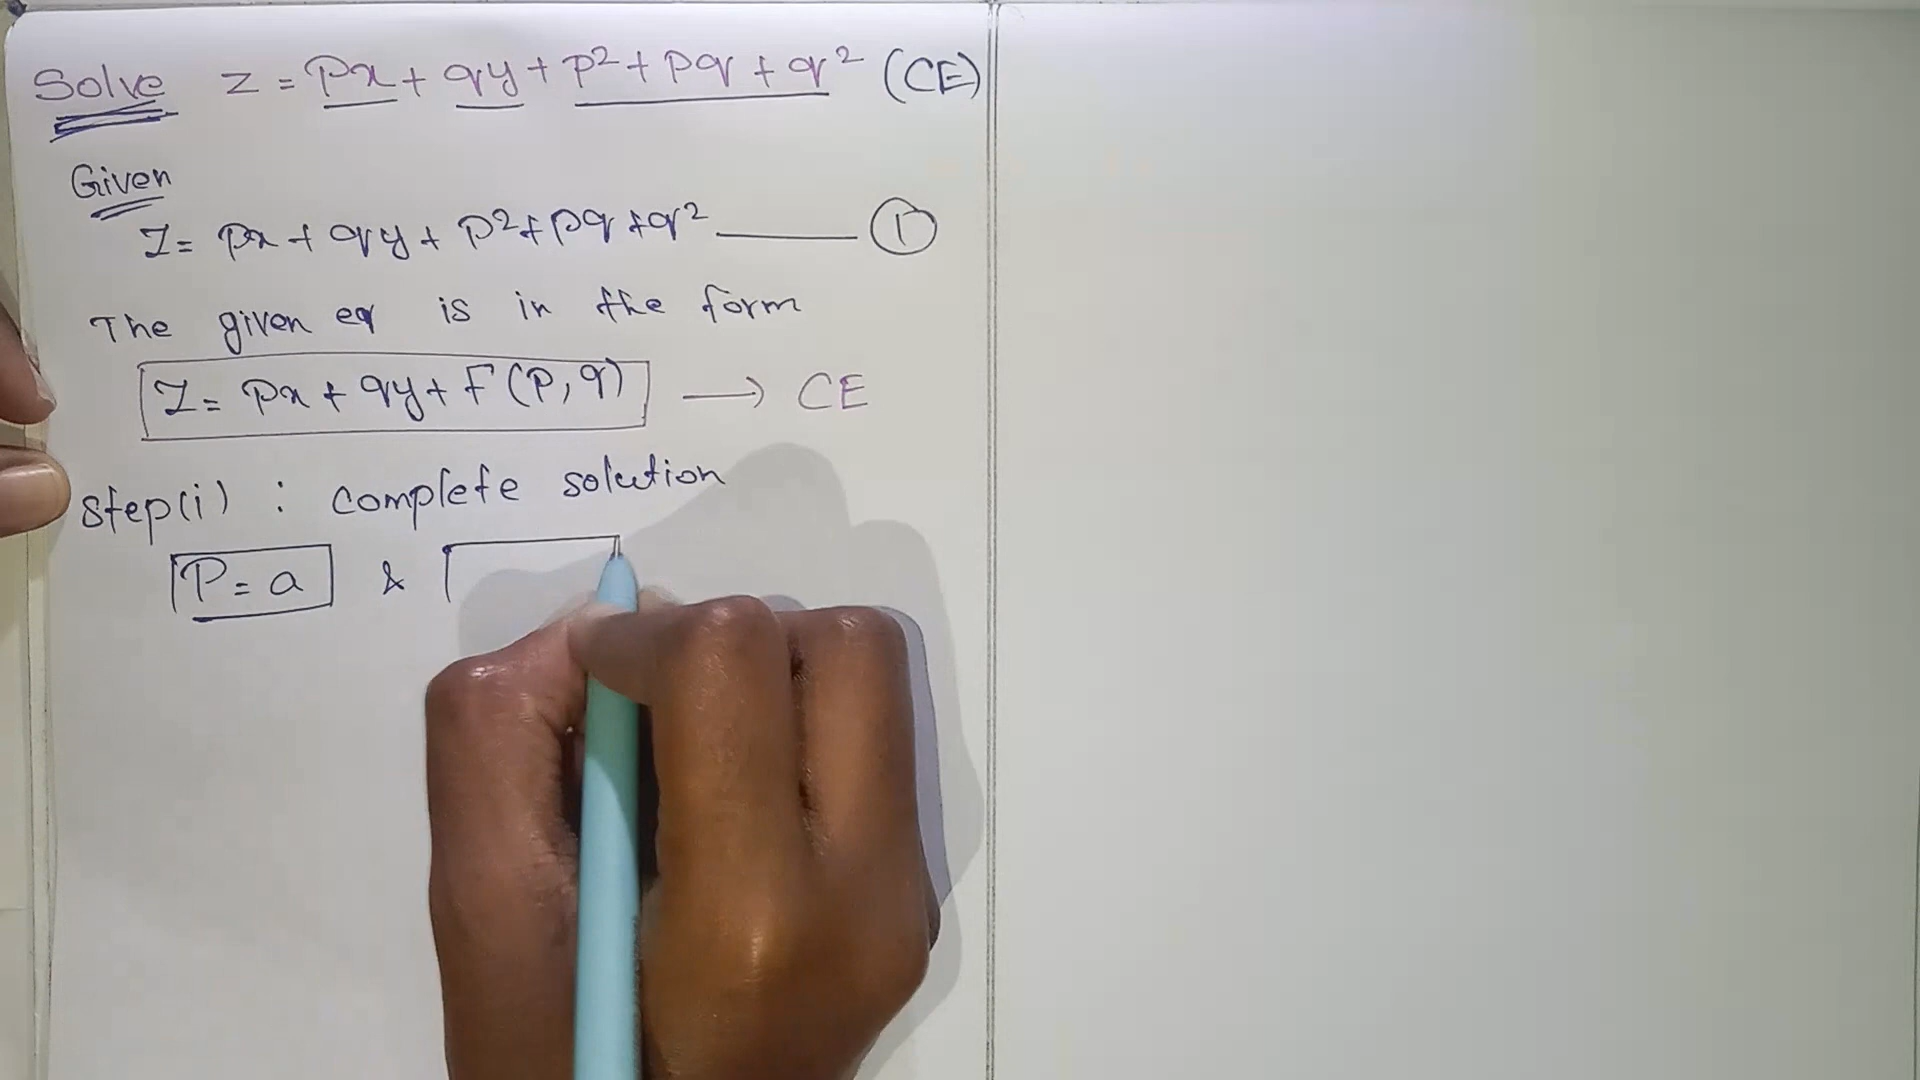 Solve z = px + qy + p² + pq + q² (CE)
Given
Z = px + qy + p² + pq + q² ——— ①
The given eq is in the form
Z = px + qy + F(p, q) → CE
Step(i) : complete solution
P = a &